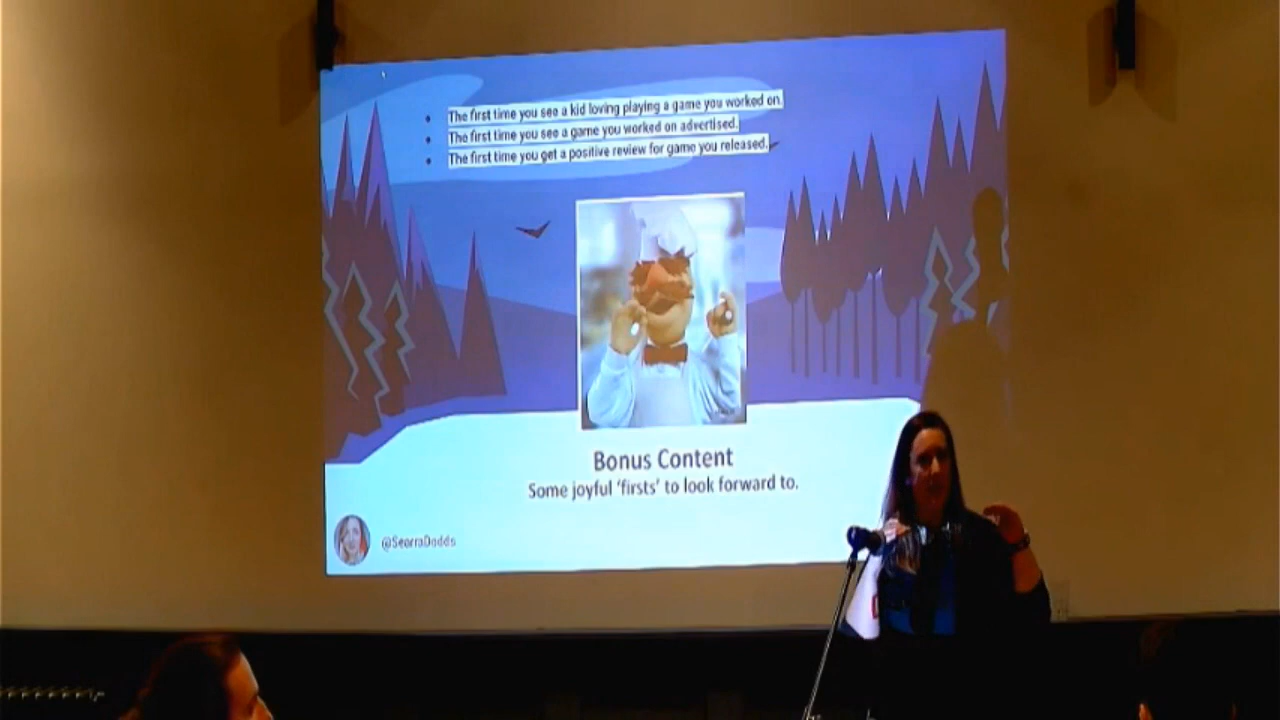 The first time you see a kid loving playing a game you worked on.
The first time you see a game you worked on advertised.
The first time you get a positive review for game you released.
Bonus Content
Some joyful ‘firsts’ to look forward to.
@SeorraDodds